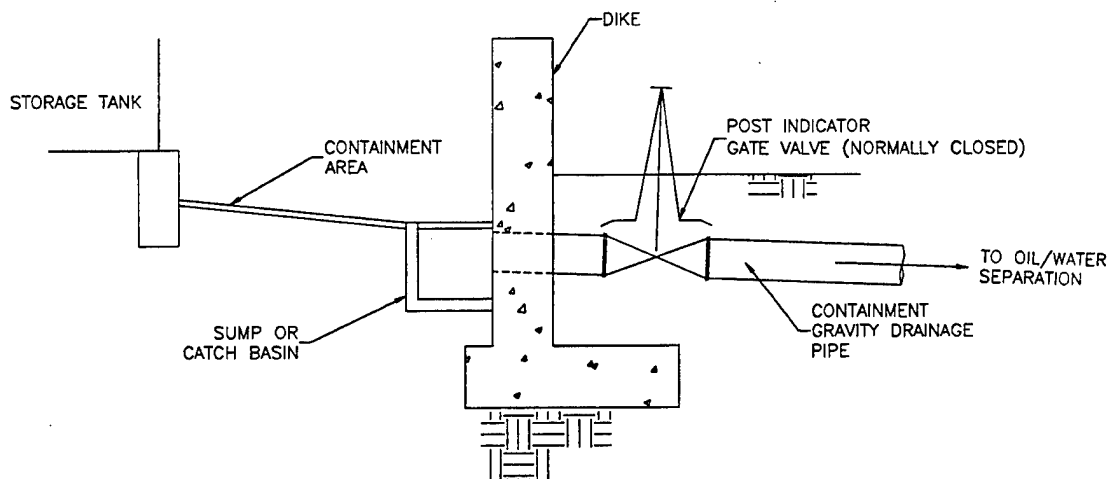 DIKE
STORAGE TANK
CONTAINMENT
AREA
POST INDICATOR
GATE VALVE (NORMALLY CLOSED)
TO OIL/WATER
SEPARATION
CONTAINMENT
GRAVITY DRAINAGE
PIPE
SUMP OR
CATCH BASIN